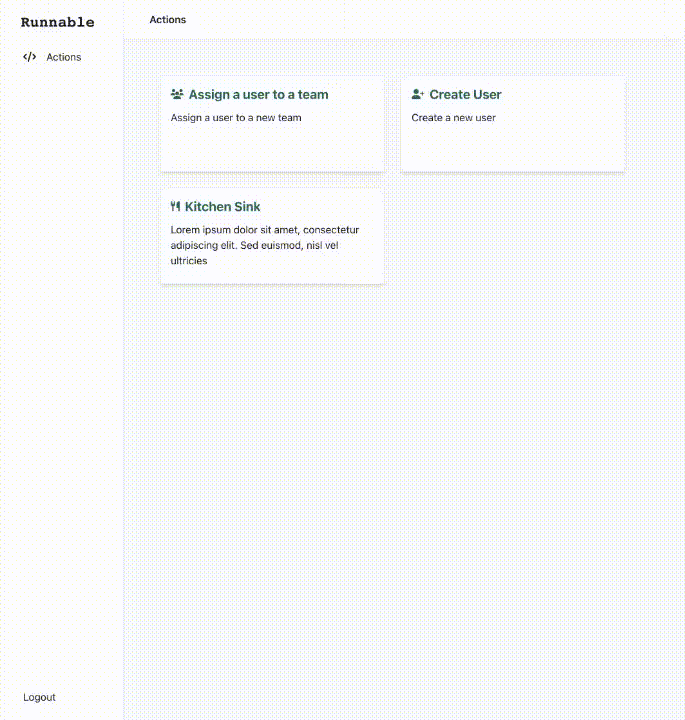 Runnable
Actions
Actions
Assign a user to a team
Assign a user to a new team
Create User
Create a new user
Kitchen Sink
Lorem ipsum dolor sit amet, consectetur
adipiscing elit. Sed euismod, nisl vel
ultricies
Logout